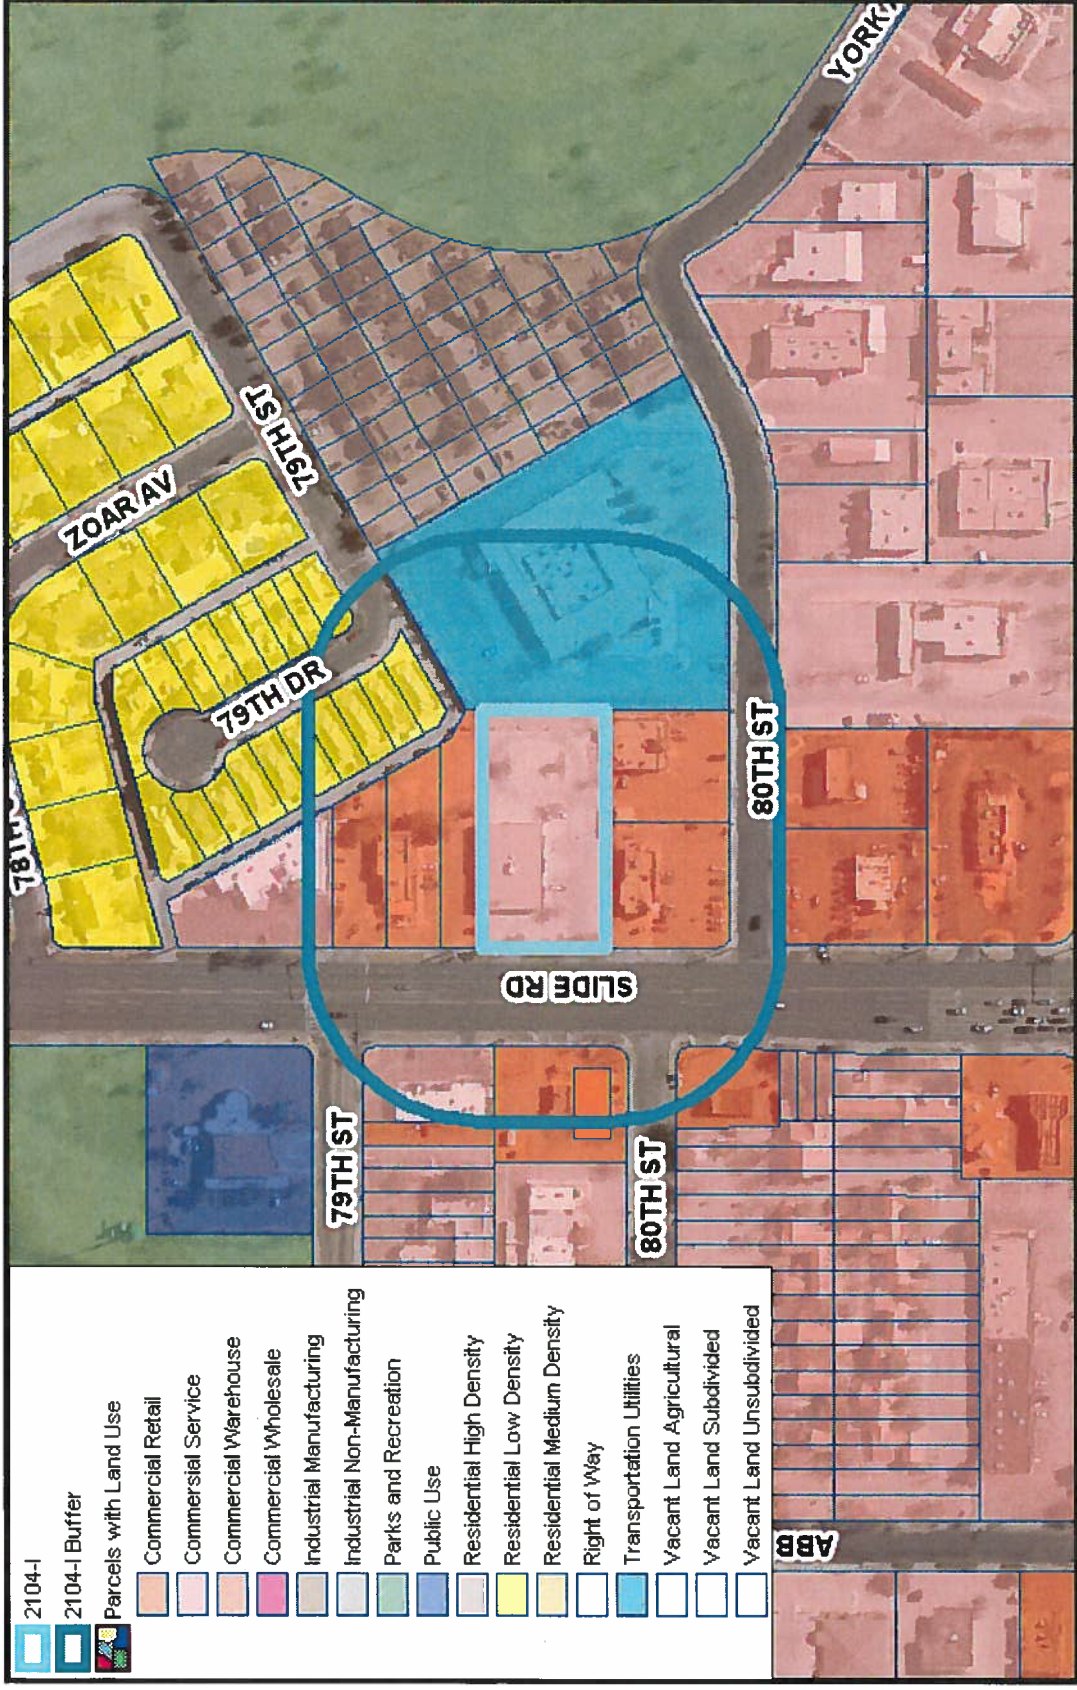 2104-I
2104-I Buffer
Parcels with Land Use
Commercial Retail
Commersial Service
Commercial Warehouse
Commercial Wholesale
Industrial Manufacturing
Industrial Non-Manufacturing
Parks and Recreation
Public Use
Residential High Density
Residential Low Density
Residential Medium Density
Right of Way
Transportation Utilities
Vacant Land Agricultural
Vacant Land Subdivided
Vacant Land Unsubdivided
ZOAR AV
79TH ST
79TH DR
YORK
80TH ST
SLIDE RD
79TH ST
80TH ST
ABB